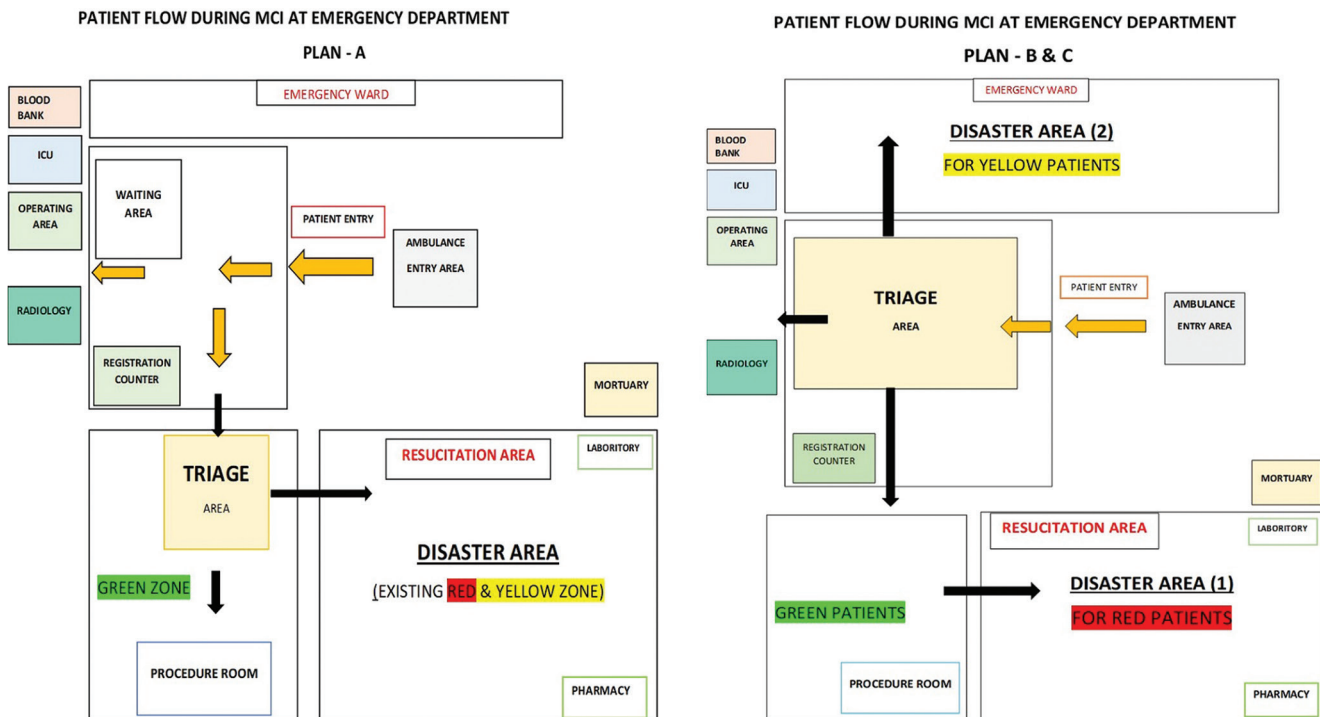 PATIENT FLOW DURING MCI AT EMERGENCY DEPARTMENT
PLAN - A
EMERGENCY WARD
BLOOD
BANK
ICU
OPERATING
AREA
RADIOLOGY
WAITING
AREA
PATIENT ENTRY
AMBULANCE
ENTRY AREA
REGISTRATION
COUNTER
MORTUARY
TRIAGE
AREA
RESUCITATION AREA
LABORITORY
DISASTER AREA
(EXISTING RED & YELLOW ZONE)
GREEN ZONE
PROCEDURE ROOM
PHARMACY
PATIENT FLOW DURING MCI AT EMERGENCY DEPARTMENT
PLAN - B & C
EMERGENCY WARD
DISASTER AREA (2)
FOR YELLOW PATIENTS
BLOOD
BANK
ICU
OPERATING
AREA
RADIOLOGY
TRIAGE
AREA
PATIENT ENTRY
AMBULANCE
ENTRY AREA
REGISTRATION
COUNTER
MORTUARY
RESUCITATION AREA
LABORITORY
DISASTER AREA (1)
FOR RED PATIENTS
GREEN PATIENTS
PROCEDURE ROOM
PHARMACY